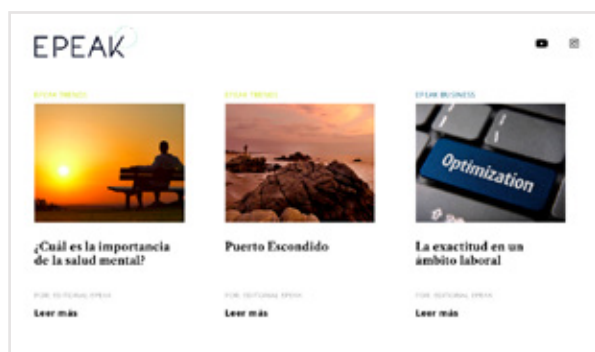 EPEAK
EPEAK TRENDS
EPEAK TRENDS
EPEAK BUSINESS
Optimization
Shift
¿Cuál es la importancia
de la salud mental?
Puerto Escondido
La exactitud en un
ámbito laboral
POR: EDITORIAL EPEAK
POR: EDITORIAL EPEAK
POR: EDITORIAL EPEAK
Leer más
Leer más
Leer más